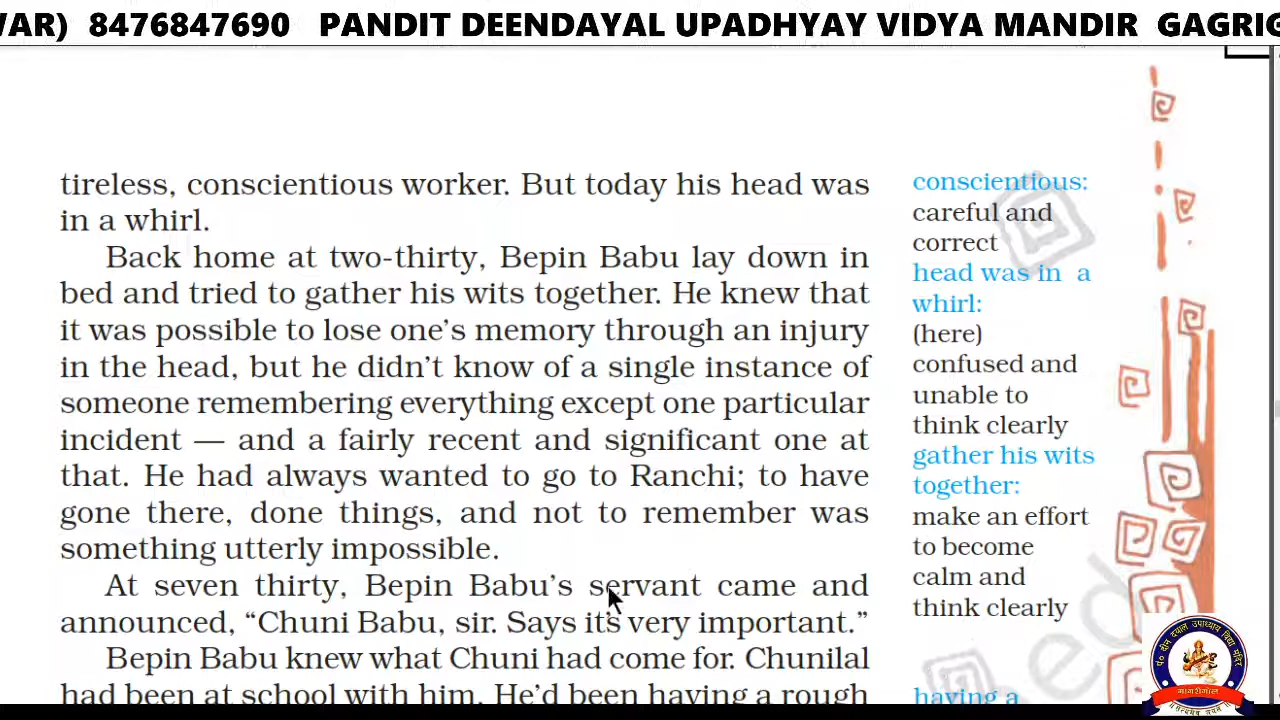 VAR) 8476847690 PANDIT DEENDAYAL UPADHYAY VIDYA MANDIR GAGRIG
tireless, conscientious worker. But today his head was
in a whirl.
Back home at two-thirty, Bepin Babu lay down in
bed and tried to gather his wits together. He knew that
it was possible to lose one's memory through an injury
in the head, but he didn't know of a single instance of
someone remembering everything except one particular
incident — and a fairly recent and significant one at
that. He had always wanted to go to Ranchi; to have
gone there, done things, and not to remember was
something utterly impossible.
At seven thirty, Bepin Babu's servant came and
announced, “Chuni Babu, sir. Says its very important.”
Bepin Babu knew what Chuni had come for. Chunilal
had been at school with him. He'd been having a rough
conscientious:
careful and
correct
head was in a
whirl:
(here)
confused and
unable to
think clearly
gather his wits
together:
make an effort
to become
calm and
think clearly
having a
पं० दीन दयाल उपाध्याय विद्या मंदिर
गागरीगोल